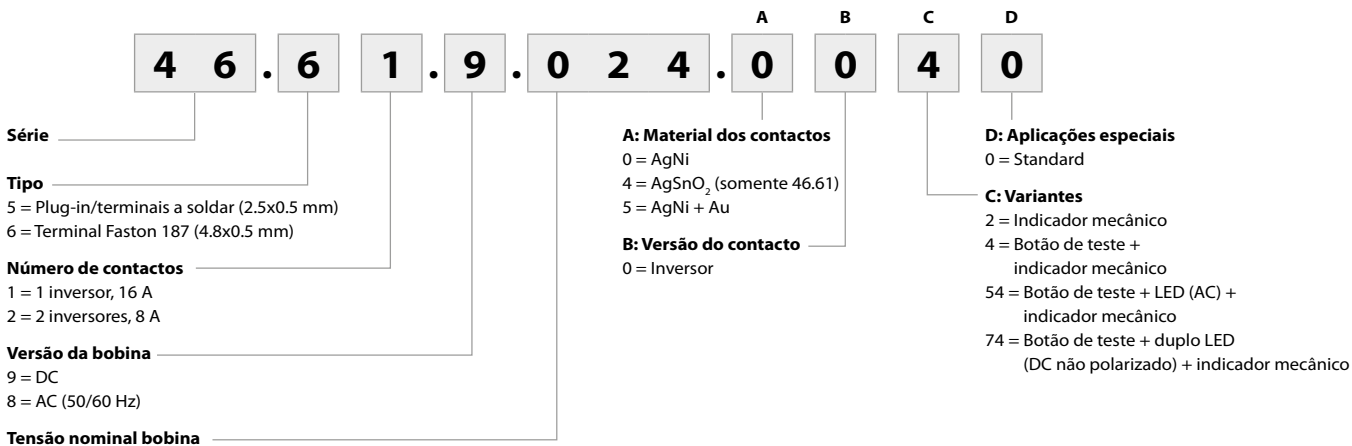 A B C D
4 6 . 6 1 . 9 . 0 2 4 . 0 0 4 0
Série
Tipo
5 = Plug-in/terminais a soldar (2.5x0.5 mm)
6 = Terminal Faston 187 (4.8x0.5 mm)
Número de contactos
1 = 1 inversor, 16 A
2 = 2 inversores, 8 A
Versão da bobina
9 = DC
8 = AC (50/60 Hz)
Tensão nominal bobina
A: Material dos contactos
0 = AgNi
4 = AgSnO₂ (somente 46.61)
5 = AgNi + Au
B: Versão do contacto
0 = Inversor
D: Aplicações especiais
0 = Standard
C: Variantes
2 = Indicador mecânico
4 = Botão de teste +
indicador mecânico
54 = Botão de teste + LED (AC) +
indicador mecânico
74 = Botão de teste + duplo LED
(DC não polarizado) + indicador mecânico